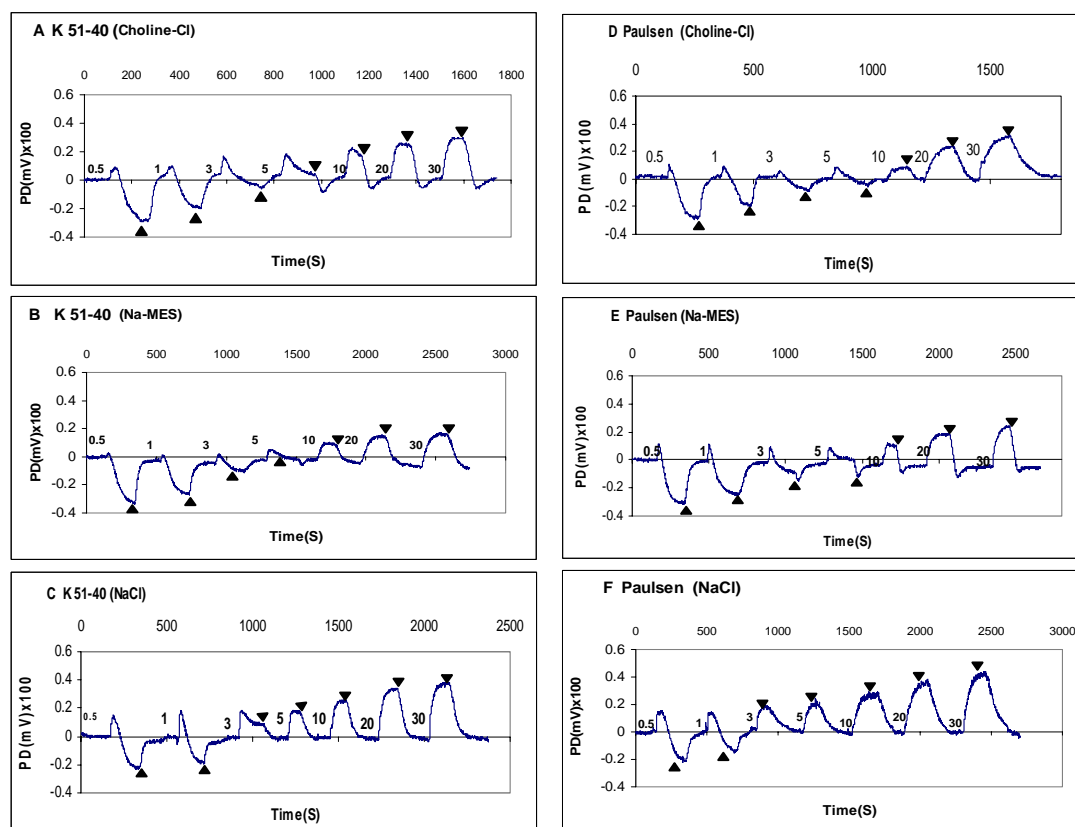 A K 51-40 (Choline-Cl)
0 200 400 600 800 1000 1200 1400 1600 1800
PD(mV)x100
0.6
0.4
0.2
0
-0.2
-0.4
0.5 1 3 5 10 20 30
Time(S)
B K 51-40 (Na-MES)
0 500 1000 1500 2000 2500 3000
PD(mV)x100
0.6
0.4
0.2
0
-0.2
-0.4
0.5 1 3 5 10 20 30
Time(S)
C K 51-40 (NaCl)
0 500 1000 1500 2000 2500
PD(mV)x100
0.6
0.4
0.2
0
-0.2
-0.4
0.5 1 3 5 10 20 30
Time(S)
D Paulsen (Choline-Cl)
0 500 1000 1500
PD(mV)x100
0.6
0.4
0.2
0
-0.2
-0.4
0.5 1 3 5 10 20 30
Time(S)
E Paulsen (Na-MES)
0 500 1000 1500 2000 2500
PD(mV)x100
0.6
0.4
0.2
0
-0.2
-0.4
0.5 1 3 5 10 20 30
Time(S)
F Paulsen (NaCl)
0 500 1000 1500 2000 2500 3000
PD(mV)x100
0.6
0.4
0.2
0
-0.2
-0.4
0.5 1 3 5 10 20 30
Time(S)